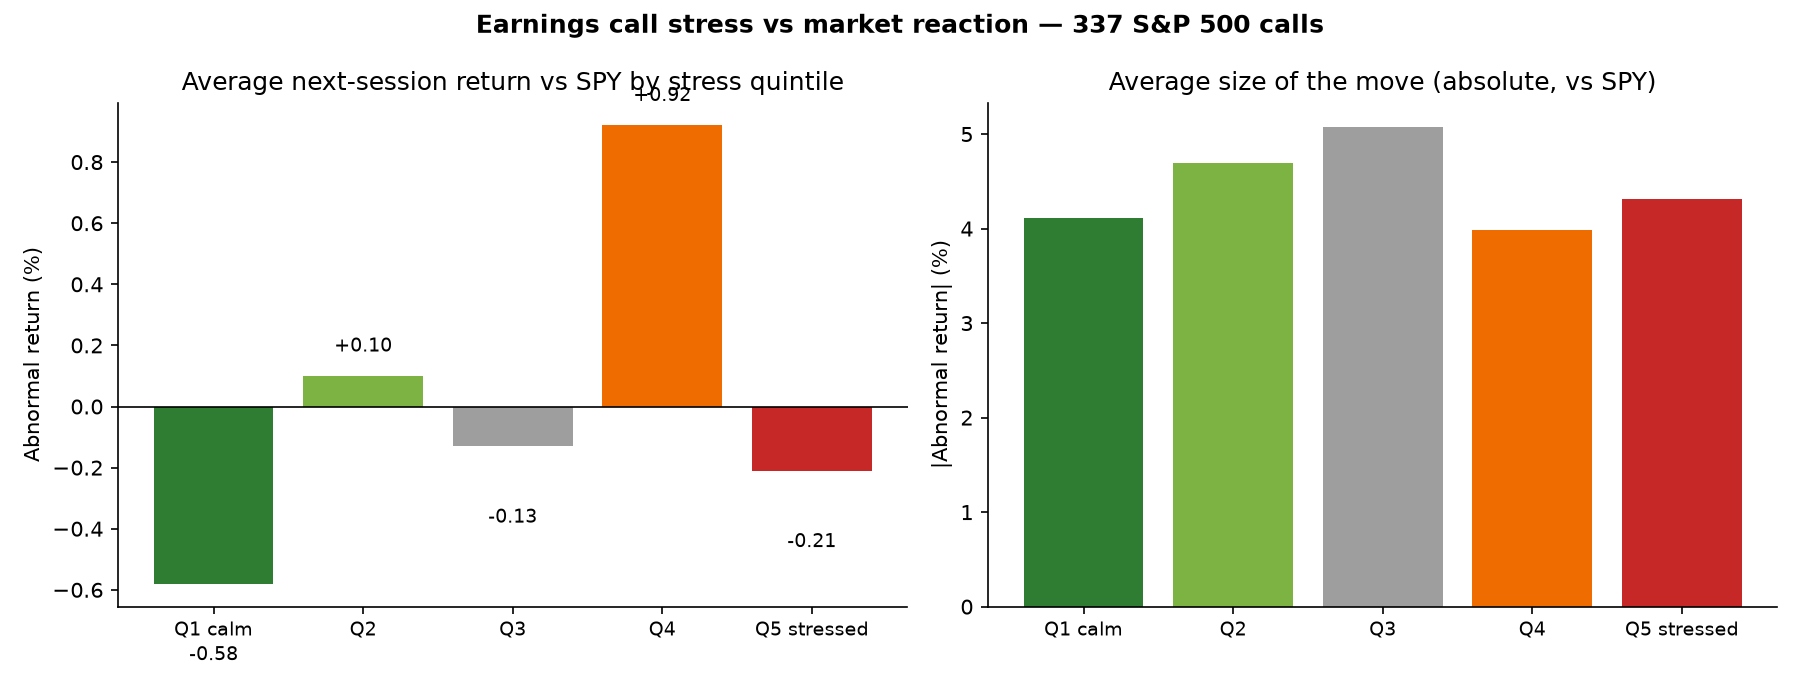 Earnings call stress vs market reaction — 337 S&P 500 calls
Average next-session return vs SPY by stress quintile
+0.92
Abnormal return (%)
0.8
0.6
0.4
0.2
0.0
−0.2
−0.4
−0.6
+0.10
-0.13
-0.21
Q1 calm
Q2
Q3
Q4
Q5 stressed
-0.58
Average size of the move (absolute, vs SPY)
|Abnormal return| (%)
5
4
3
2
1
0
Q1 calm
Q2
Q3
Q4
Q5 stressed